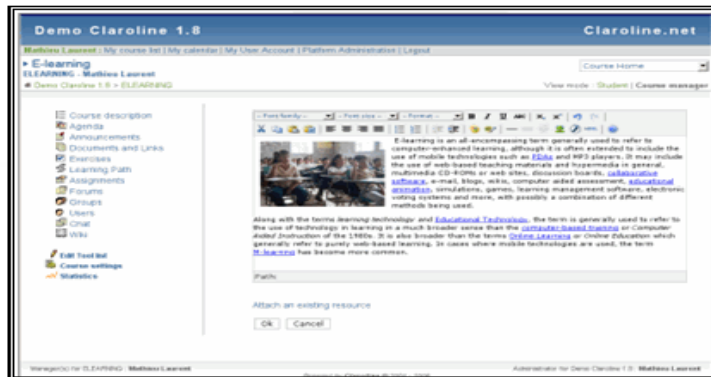 Demo Claroline 1.8 Claroline.net
Mathieu Laurent : My course list | My calendar | My User Account | Platform Administration | Logout
E-learning Course Home
ELEARNING - Mathieu Laurent
Demo Claroline 1.8 > ELEARNING View mode : Student | Course manager
Course description
Agenda
Announcements
Documents and Links
Exercises
Learning Path
Assignments
Forums
Groups
Users
Chat
Wiki
Edit Tool list
Course settings
Statistics
- Font family - - Font size - - Format -
E-learning is an all-encompassing term generally used to refer to
computer-enhanced learning, although it is often extended to include the
use of mobile technologies such as PDAs and MP3 players. It may include
the use of web-based teaching materials and hypermedia in general,
multimedia CD-ROMs or web sites, discussion boards, collaborative
software, e-mail, blogs, wikis, computer aided assessment, educational
animation, simulations, games, learning management software, electronic
voting systems and more, with possibly a combination of different
methods being used.
Along with the terms learning technology and Educational Technology, the term is generally used to refer to
the use of technology in learning in a much broader sense than the computer-based training or Computer
Aided Instruction of the 1980s. It is also broader than the terms Online Learning or Online Education which
generally refer to purely web-based learning. In cases where mobile technologies are used, the term
M-learning has become more common.
Path:
Attach an existing resource
Ok Cancel
Manager(s) for ELEARNING : Mathieu Laurent Administrator for Demo Claroline 1.8 : Mathieu Laurent
Powered by Claroline © 2001 - 2006